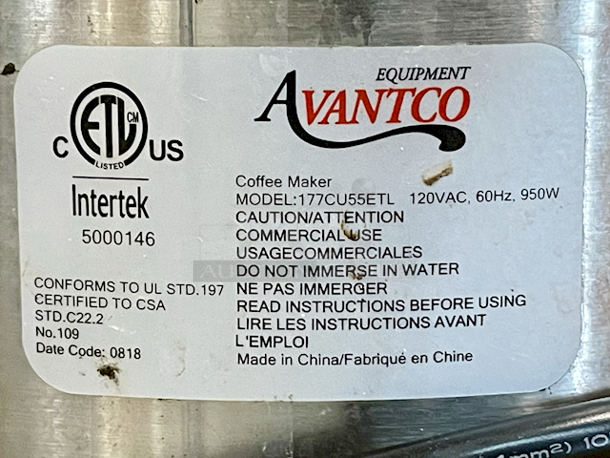 EQUIPMENT
AVANTCO
C ETL CM US
LISTED
Intertek
5000146
CONFORMS TO UL STD.197
CERTIFIED TO CSA
STD.C22.2
No.109
Date Code: 0818
Coffee Maker
MODEL:177CU55ETL 120VAC, 60Hz, 950W
CAUTION/ATTENTION
COMMERCIAL USE
USAGECOMMERCIALES
DO NOT IMMERSE IN WATER
NE PAS IMMERGER
READ INSTRUCTIONS BEFORE USING
LIRE LES INSTRUCTIONS AVANT
L'EMPLOI
Made in China/Fabriqué en Chine
mm²) 10